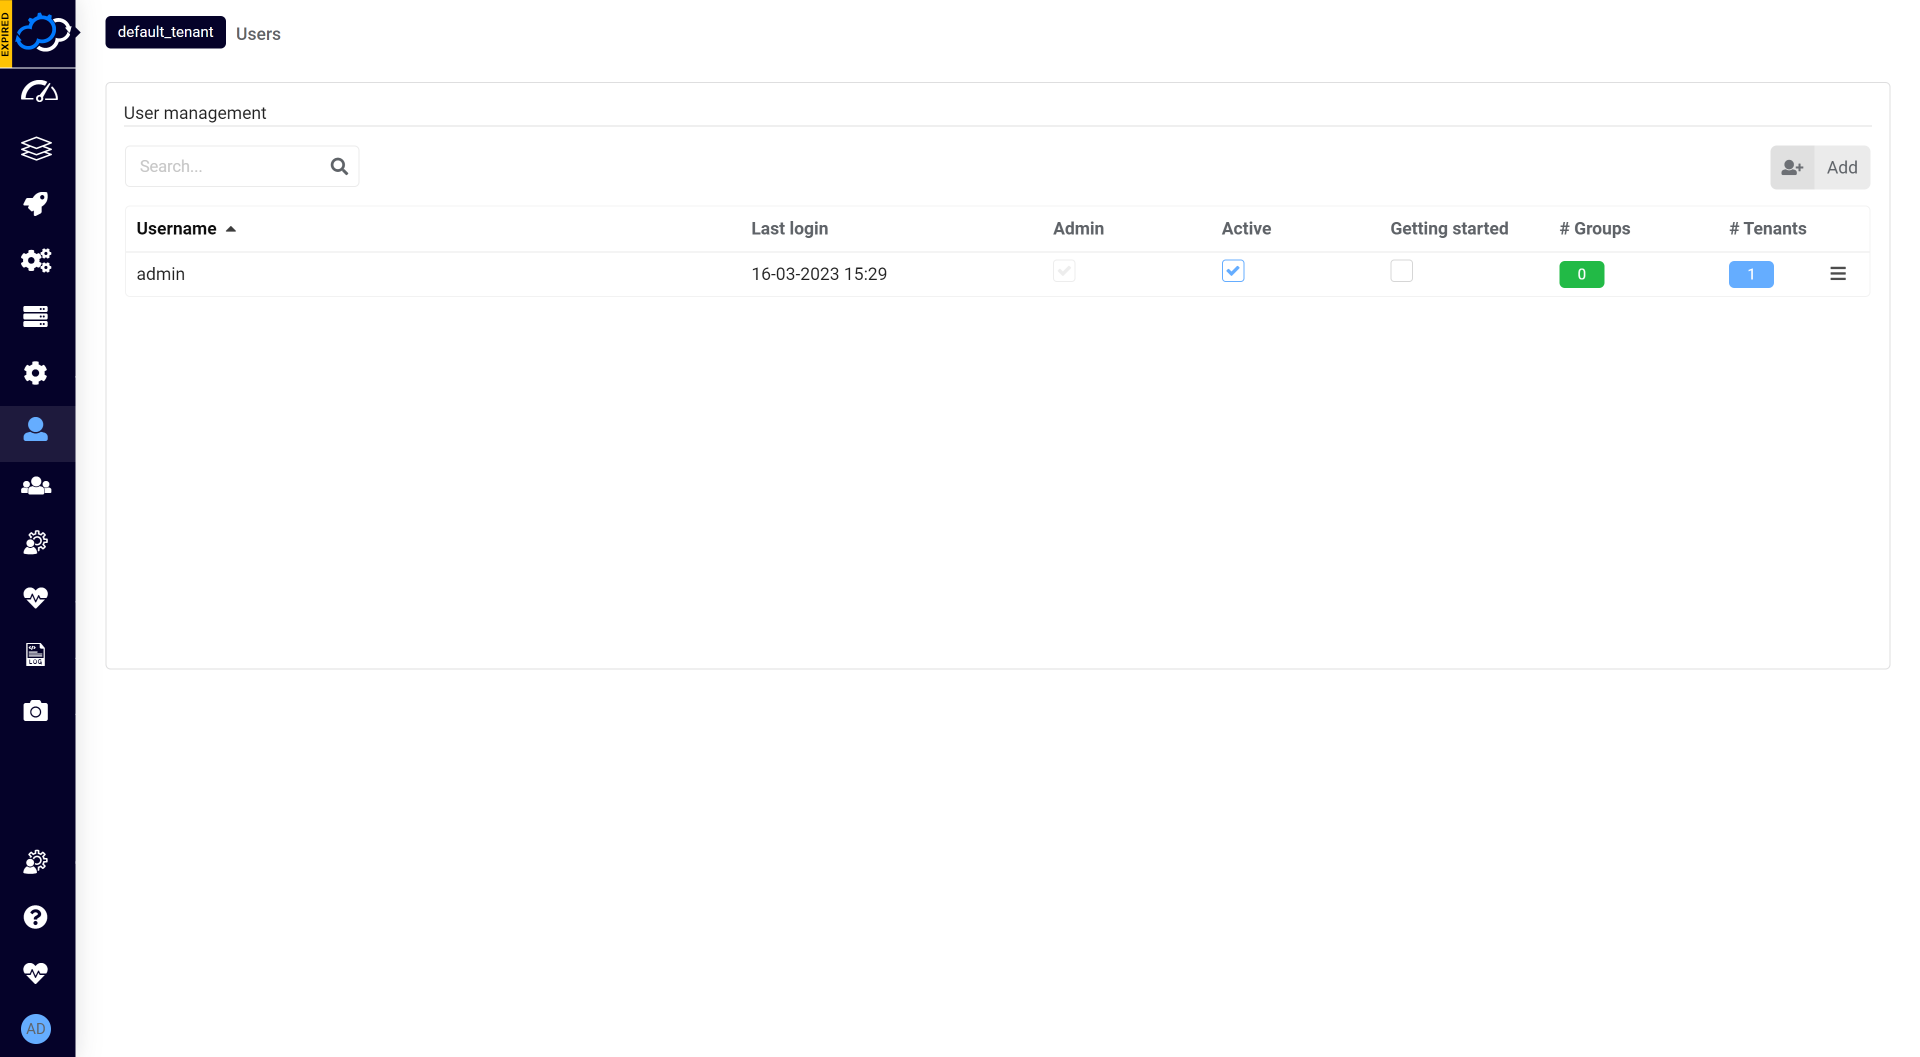 EXPIRED
default_tenant Users
User management
Search...
Add
Username Last login Admin Active Getting started # Groups # Tenants
admin 16-03-2023 15:29 0 1
LOG
AD